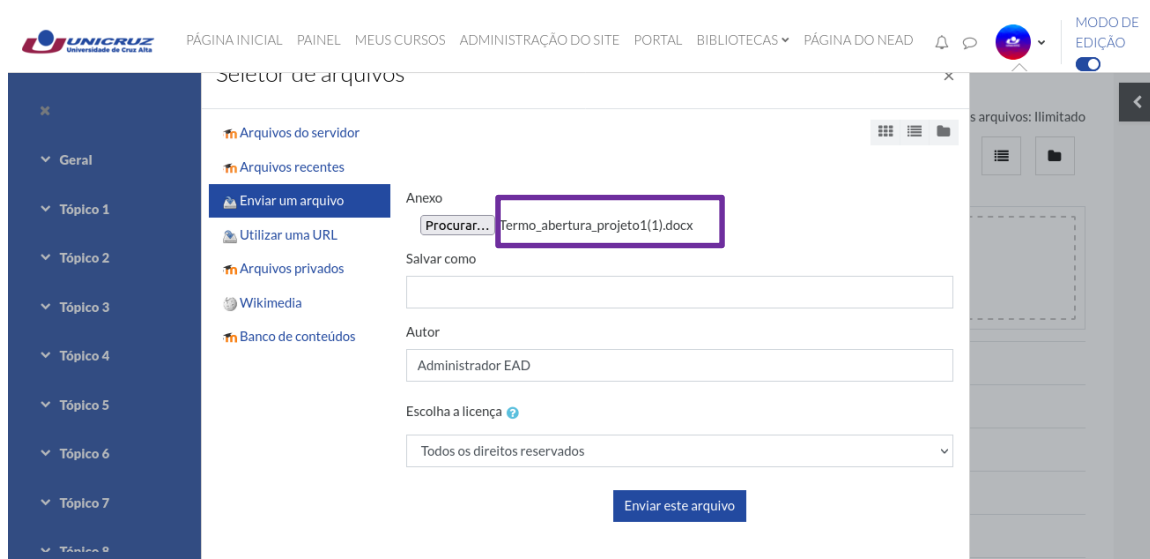 UNICRUZ
Universidade de Cruz Alta
PÁGINA INICIAL PAINEL MEUS CURSOS ADMINISTRAÇÃO DO SITE PORTAL BIBLIOTECAS PÁGINA DO NEAD
MODO DE
EDIÇÃO
Seletor de arquivos
×
s arquivos: Ilimitado
Geral
Tópico 1
Tópico 2
Tópico 3
Tópico 4
Tópico 5
Tópico 6
Tópico 7
Tópico 8
Arquivos do servidor
Arquivos recentes
Enviar um arquivo
Utilizar uma URL
Arquivos privados
Wikimedia
Banco de conteúdos
Anexo
Procurar... Termo_abertura_projeto1(1).docx
Salvar como
Autor
Administrador EAD
Escolha a licença ?
Todos os direitos reservados
Enviar este arquivo